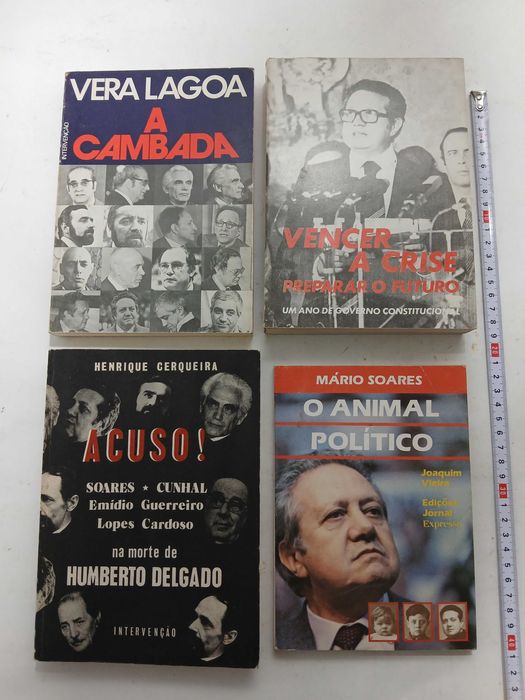 VERA LAGOA
A
CAMBADA
INTERVENÇÃO
VENCER
A CRISE
PREPARAR O FUTURO
UM ANO DE GOVERNO CONSTITUCIONAL
HENRIQUE CERQUEIRA
ACUSO!
SOARES ★ CUNHAL
Emídio Guerreiro
Lopes Cardoso
na morte de
HUMBERTO DELGADO
INTERVENÇÃO
MÁRIO SOARES
O ANIMAL
POLÍTICO
Joaquim
Vieira
Edições
Jornal
Expresso